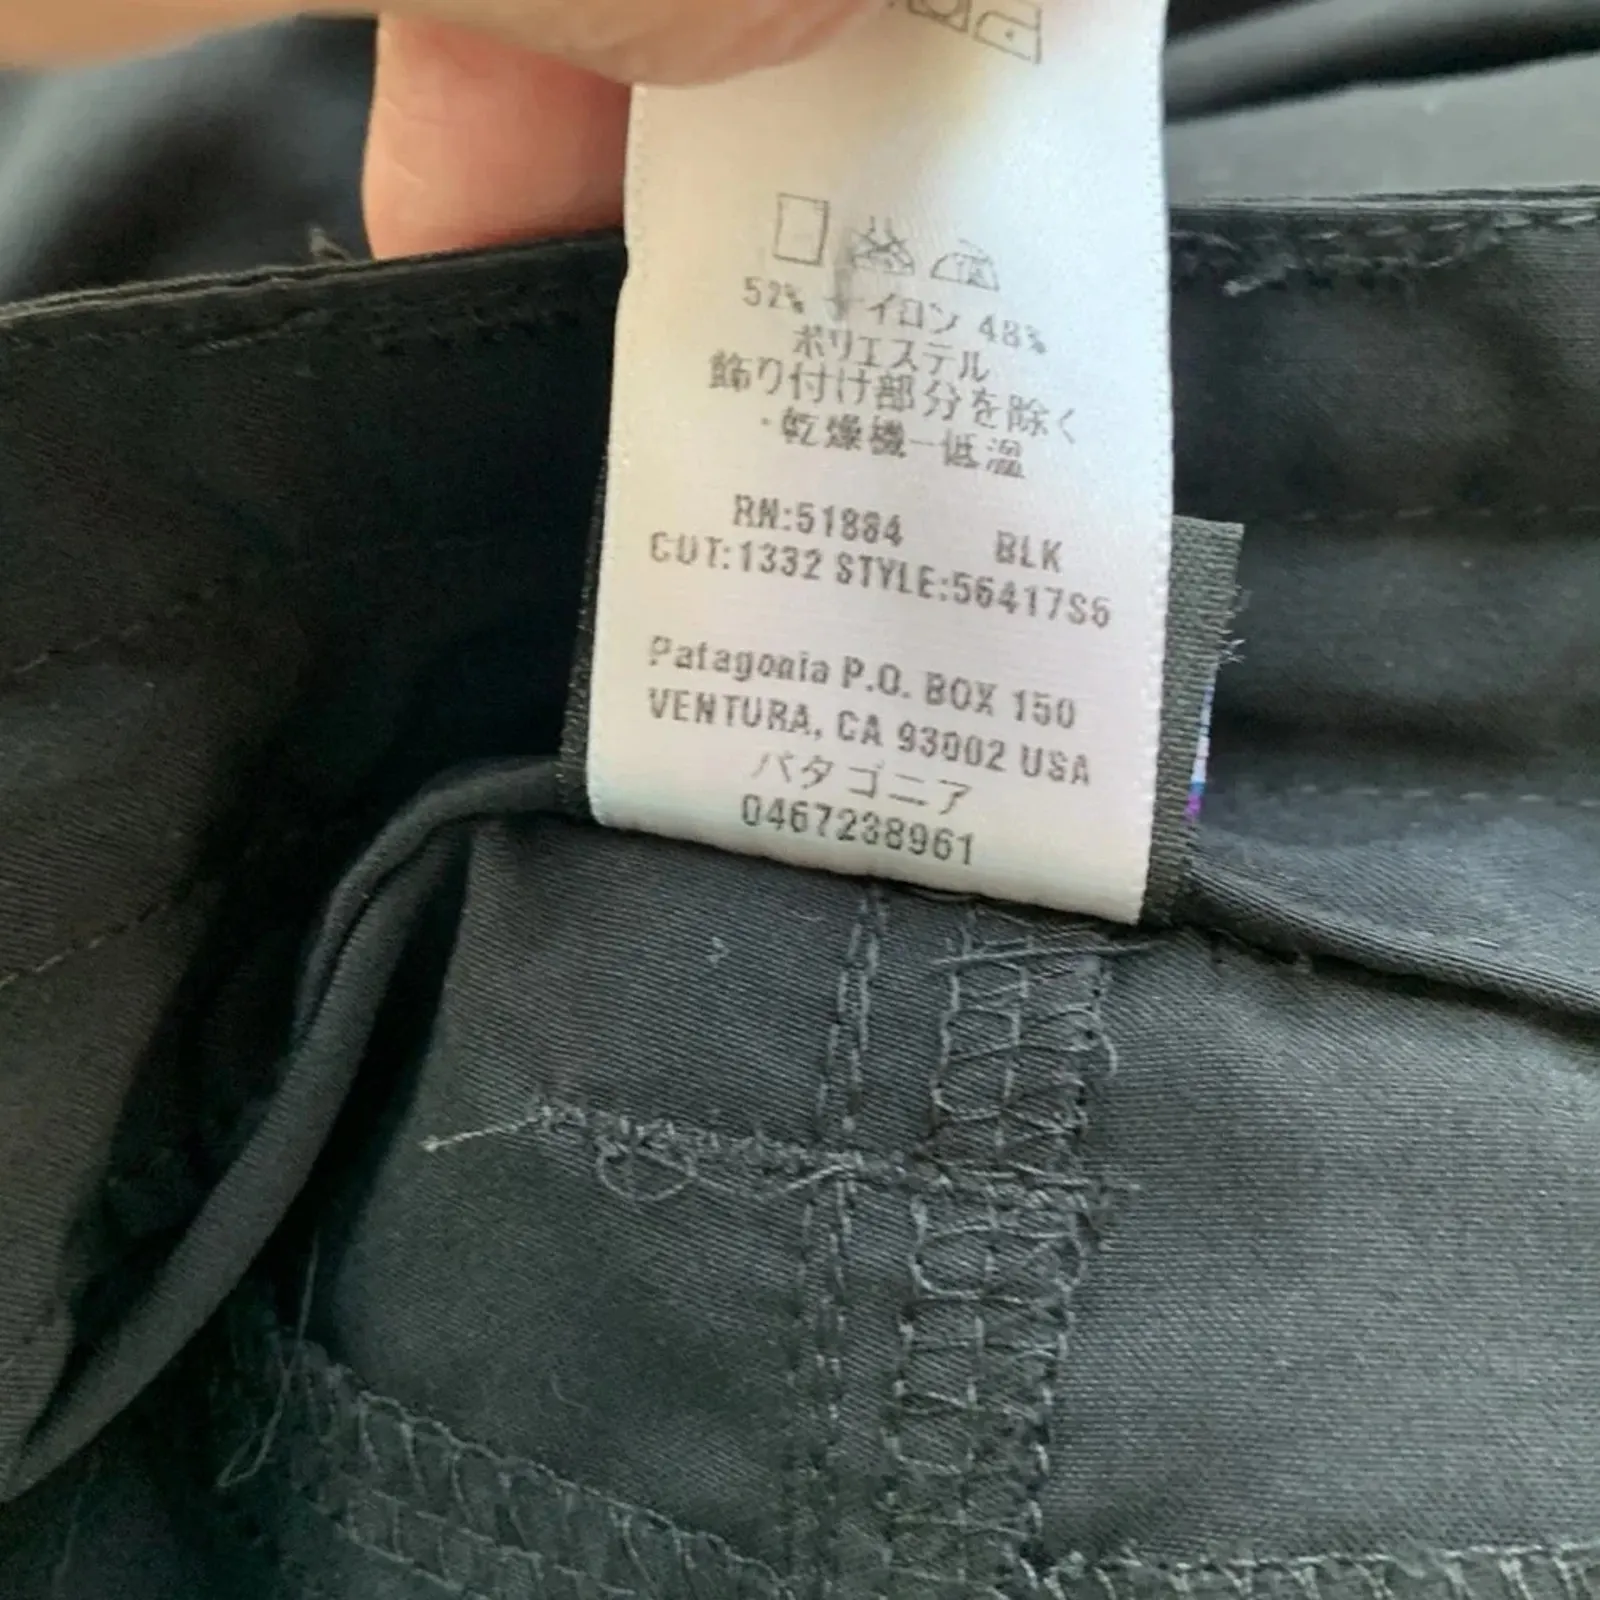 52% ナイロン 48%
ポリエステル
飾り付け部分を除く
・乾燥機ー低温
RN:51884 BLK
CUT:1332 STYLE:56417S6
Patagonia P.O. BOX 150
VENTURA, CA 93002 USA
パタゴニア
0467238961